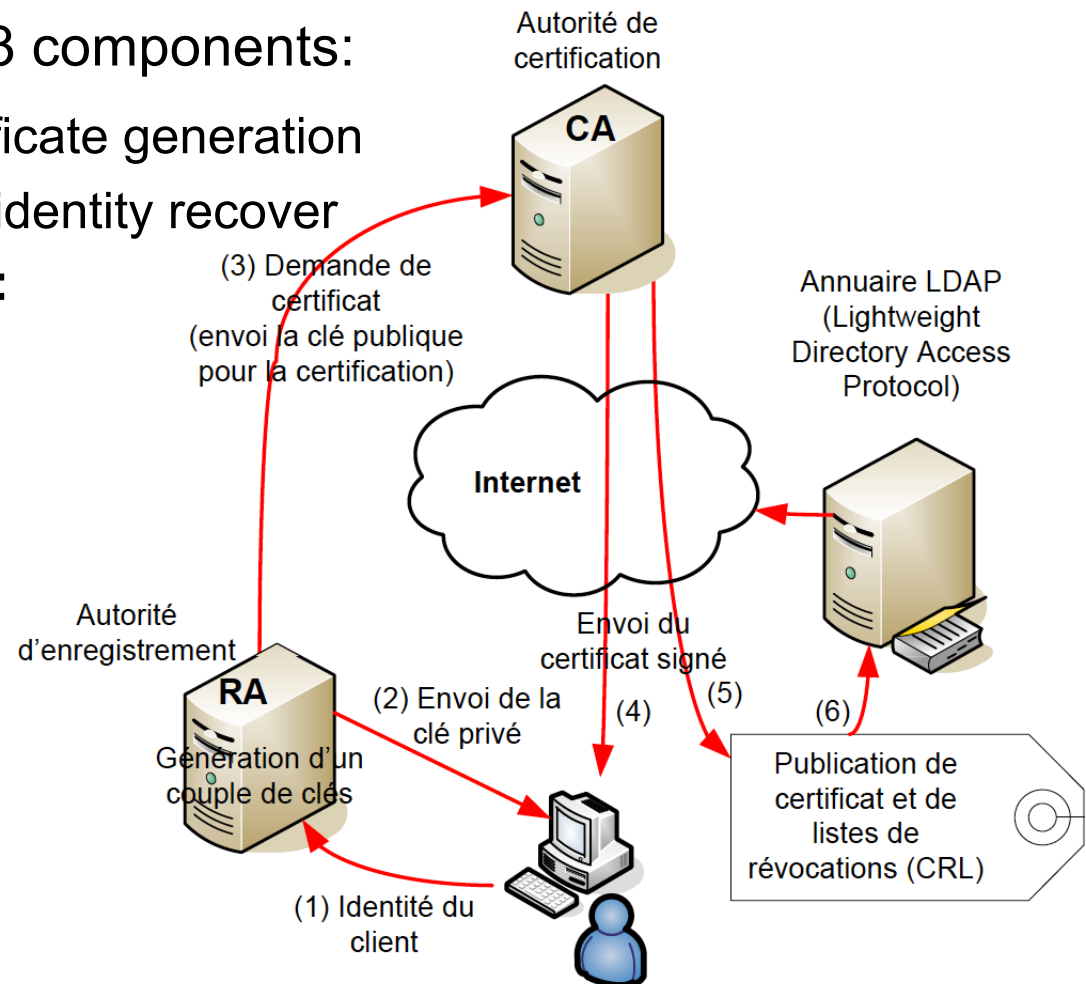 3 components:
ficate generation
identity recover
:
Autorité de
certification
CA
(3) Demande de
certificat
(envoi la clé publique
pour la certification)
Annuaire LDAP
(Lightweight
Directory Access
Protocol)
Internet
Autorité
d'enregistrement
RA
Génération d'un
couple de clés
(2) Envoi de la
clé privé
Envoi du
certificat signé
(4)
(5)
(6)
Publication de
certificat et de
listes de
révocations (CRL)
(1) Identité du
client